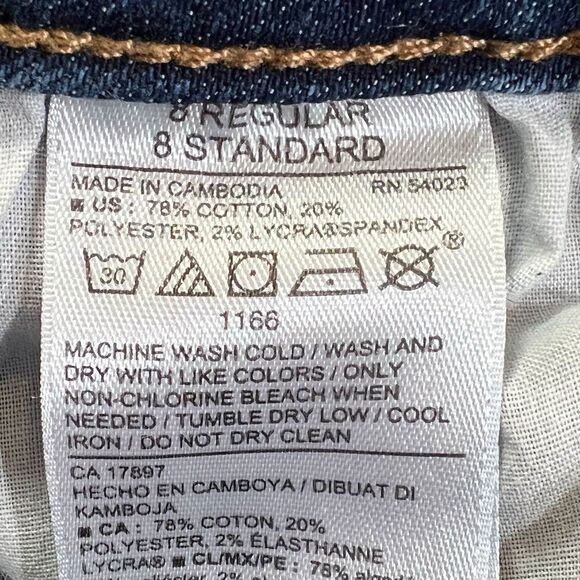 8 REGULAR
8 STANDARD
MADE IN CAMBODIA RN 54023
US : 78% COTTON, 20%
POLYESTER, 2% LYCRA®SPANDEX
30 ®
1166
MACHINE WASH COLD / WASH AND
DRY WITH LIKE COLORS / ONLY
NON-CHLORINE BLEACH WHEN
NEEDED / TUMBLE DRY LOW / COOL
IRON / DO NOT DRY CLEAN
CA 17897
HECHO EN CAMBOYA / DIBUAT DI
KAMBOJA
CA : 78% COTON, 20%
POLYESTER, 2% ÉLASTHANNE
LYCRA® CL/MX/PE : 78%